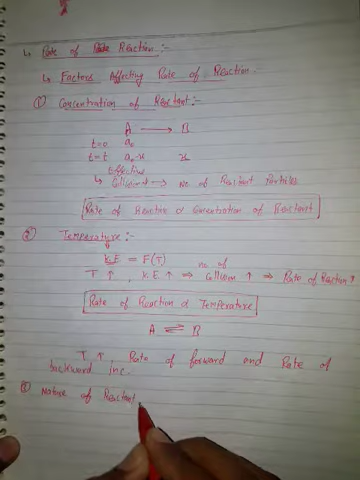 ↳ Rate of Reaction :-
↳ Factors Affecting Rate of Reaction :-
① Concentration of Reactant :-
A ⟶ B
t=0 a₀
t=t a₀-x x
Effective
↳ Collision → no of Reactant Particles
Rate of Reaction α Concentration of Reactant
② Temperature :-
K.E = F(T)
no. of
T ↑, K.E ↑ ⇒ Collision ↑ ⇒ Rate of Reaction ↑
Rate of Reaction α Temperature
A ⇌ B
T ↑, Rate of forward and Rate of
backward inc.
③ Nature of Reactant